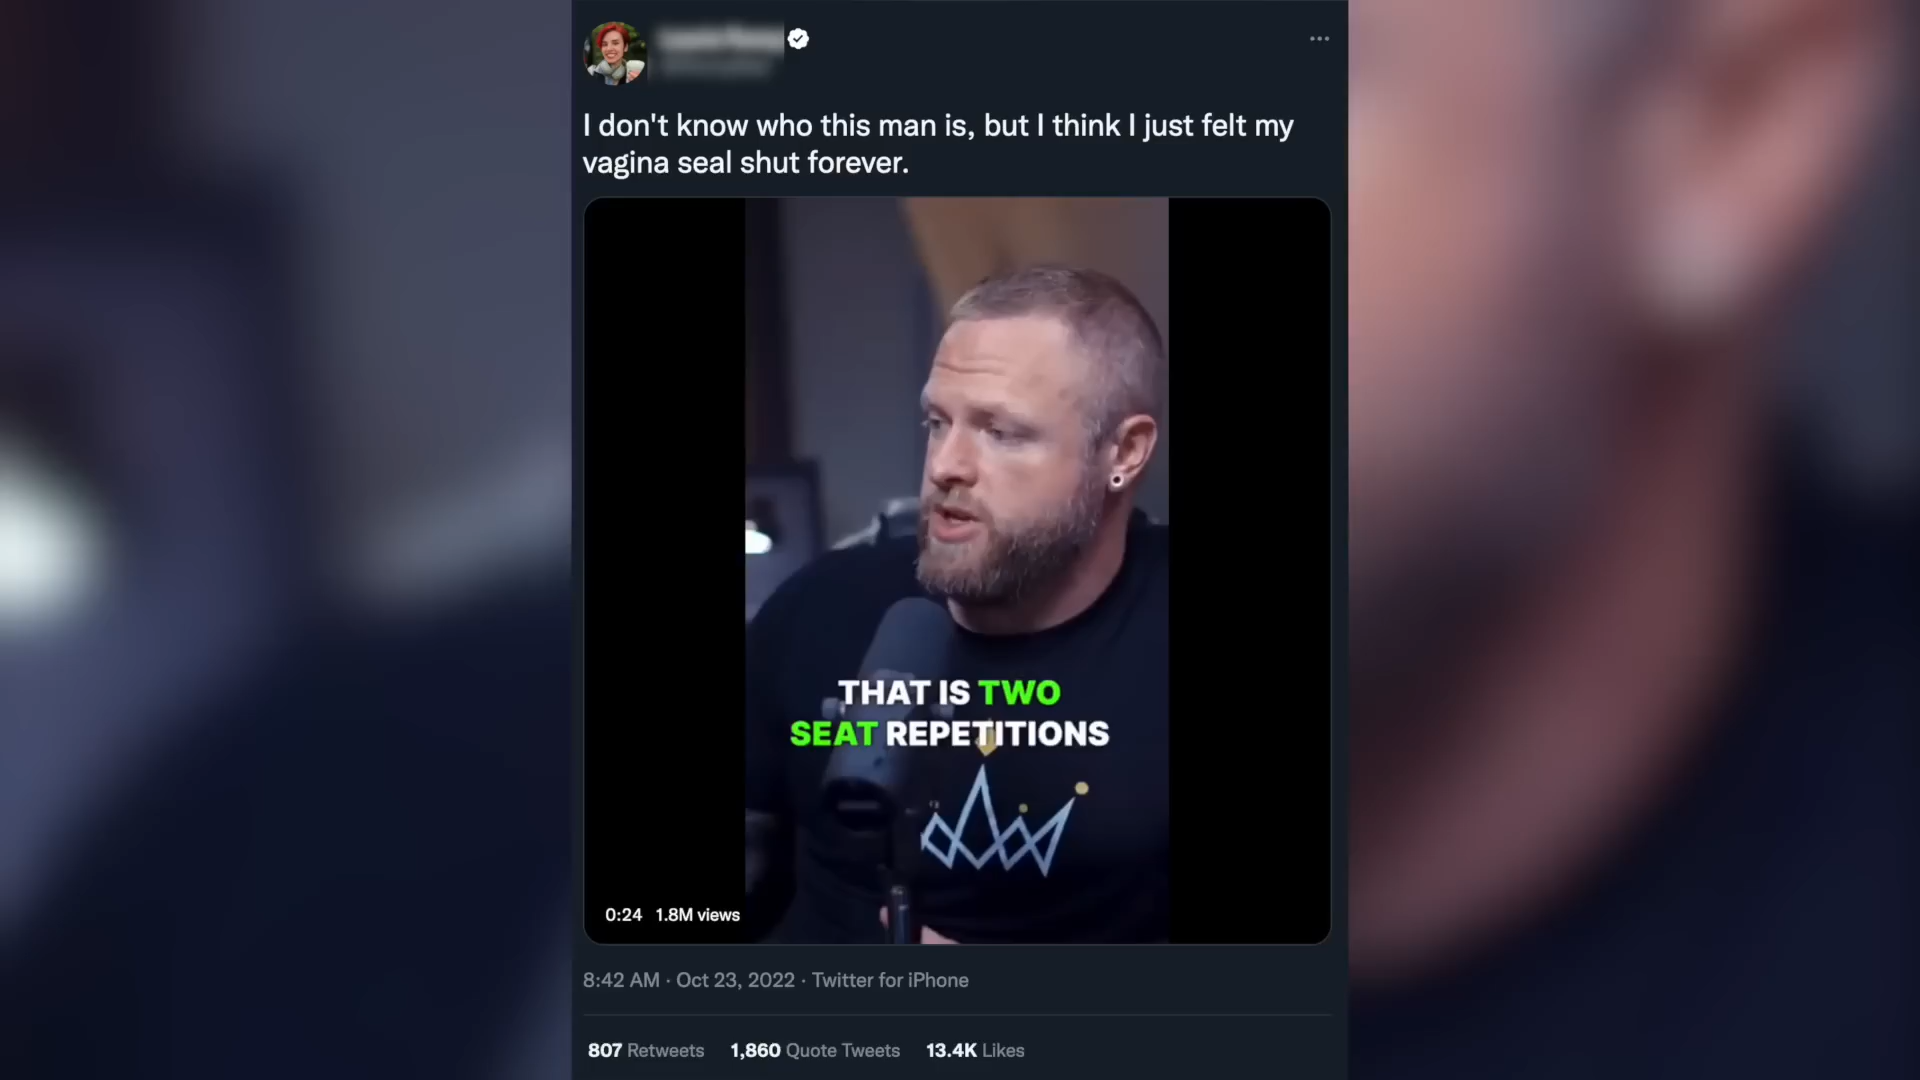 I don't know who this man is, but I think I just felt my
vagina seal shut forever.
THAT IS TWO
SEAT REPETITIONS
0:24 1.8M views
8:42 AM · Oct 23, 2022 · Twitter for iPhone
807 Retweets 1,860 Quote Tweets 13.4K Likes